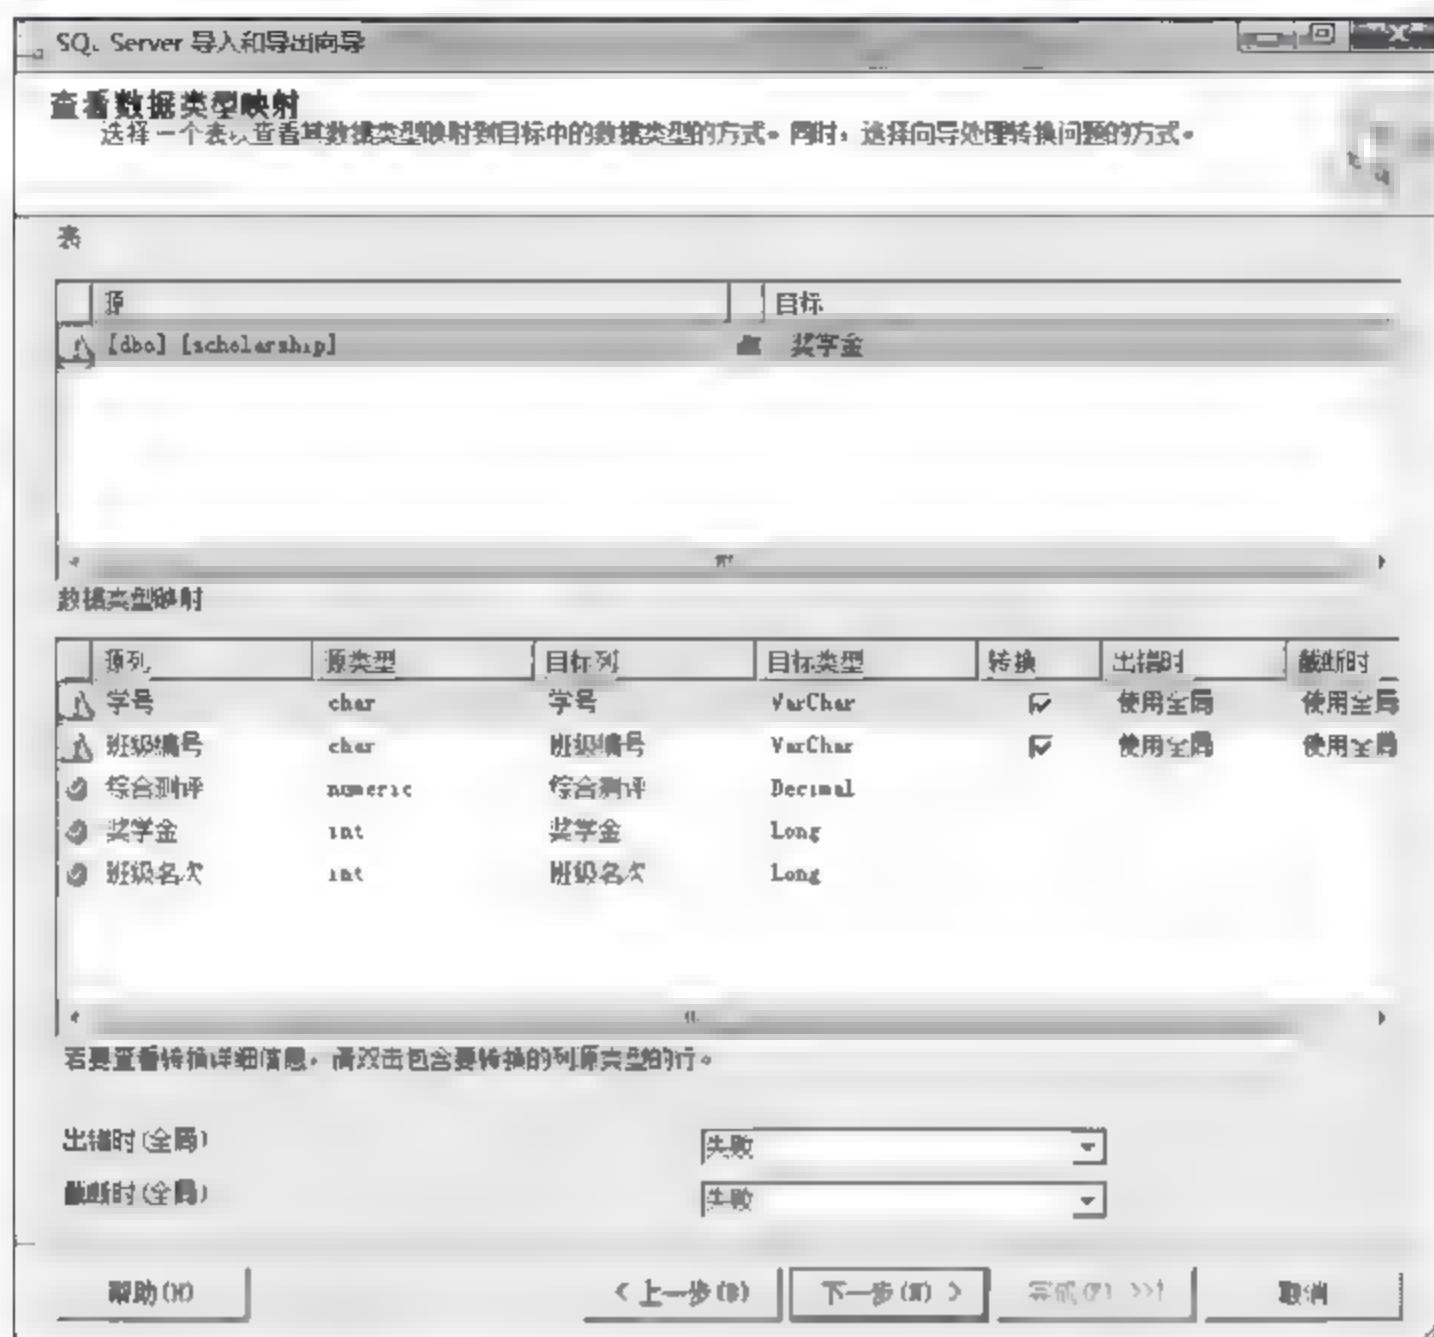 SQL Server 导入和导出向导
查看数据类型映射
选择一个表以查看其数据类型映射到目标中的数据类型的方式。同时，选择向导处理转换问题的方式。
表
源 目标
[dbo] [scholarship] 奖学金
数据类型映射
源列 源类型 目标列 目标类型 转换 出错时 截断时
学号 char 学号 VarChar 使用全局 使用全局
班级编号 char 班级编号 VarChar 使用全局 使用全局
综合测评 numeric 综合测评 Decimal
奖学金 int 奖学金 Long
班级名次 int 班级名次 Long
若要查看转换详细信息，请双击包含要转换的列源类型的行。
出错时(全局) 失败
截断时(全局) 失败
帮助(H) < 上一步(B) 下一步(N) > 完成(F) >>| 取消